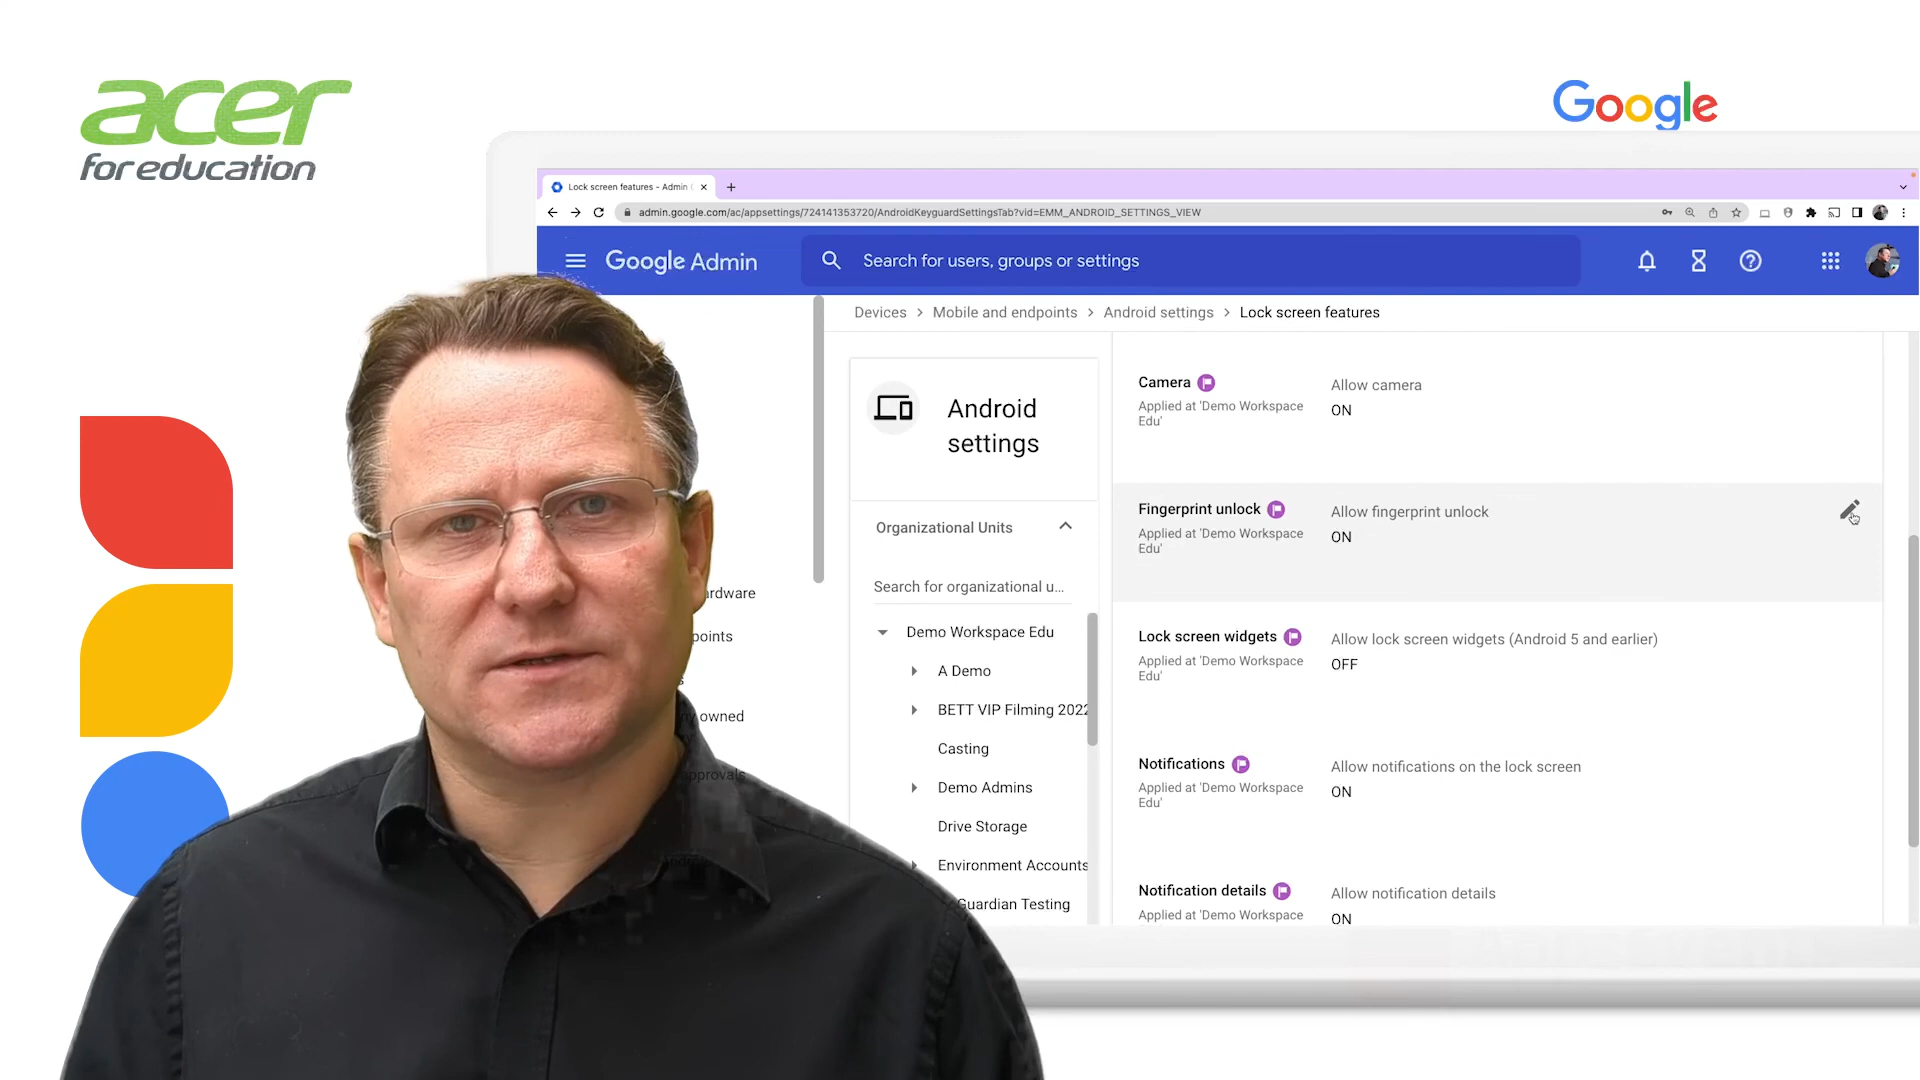 acer
for education
Google
Lock screen features - Admin
admin.google.com/ac/appsettings/724141353720/AndroidKeyguardSettingsTab?vid=EMM_ANDROID_SETTINGS_VIEW
Google Admin
Search for users, groups or settings
Devices > Mobile and endpoints > Android settings > Lock screen features
Android
settings
Organizational Units
Search for organizational u...
Demo Workspace Edu
A Demo
BETT VIP Filming 2022
Casting
Demo Admins
Drive Storage
Environment Accounts
Guardian Testing
owned
approvals
Camera
Applied at 'Demo Workspace
Edu'
Allow camera
ON
Fingerprint unlock
Applied at 'Demo Workspace
Edu'
Allow fingerprint unlock
ON
Lock screen widgets
Applied at 'Demo Workspace
Edu'
Allow lock screen widgets (Android 5 and earlier)
OFF
Notifications
Applied at 'Demo Workspace
Edu'
Allow notifications on the lock screen
ON
Notification details
Applied at 'Demo Workspace
Allow notification details
ON